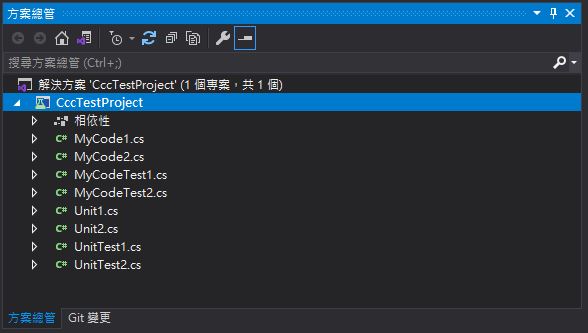 方案總管
搜尋方案總管 (Ctrl+;)
解決方案 'CccTestProject' (1 個專案，共 1 個)
CccTestProject
相依性
C# MyCode1.cs
C# MyCode2.cs
C# MyCodeTest1.cs
C# MyCodeTest2.cs
C# Unit1.cs
C# Unit2.cs
C# UnitTest1.cs
C# UnitTest2.cs
方案總管 Git 變更